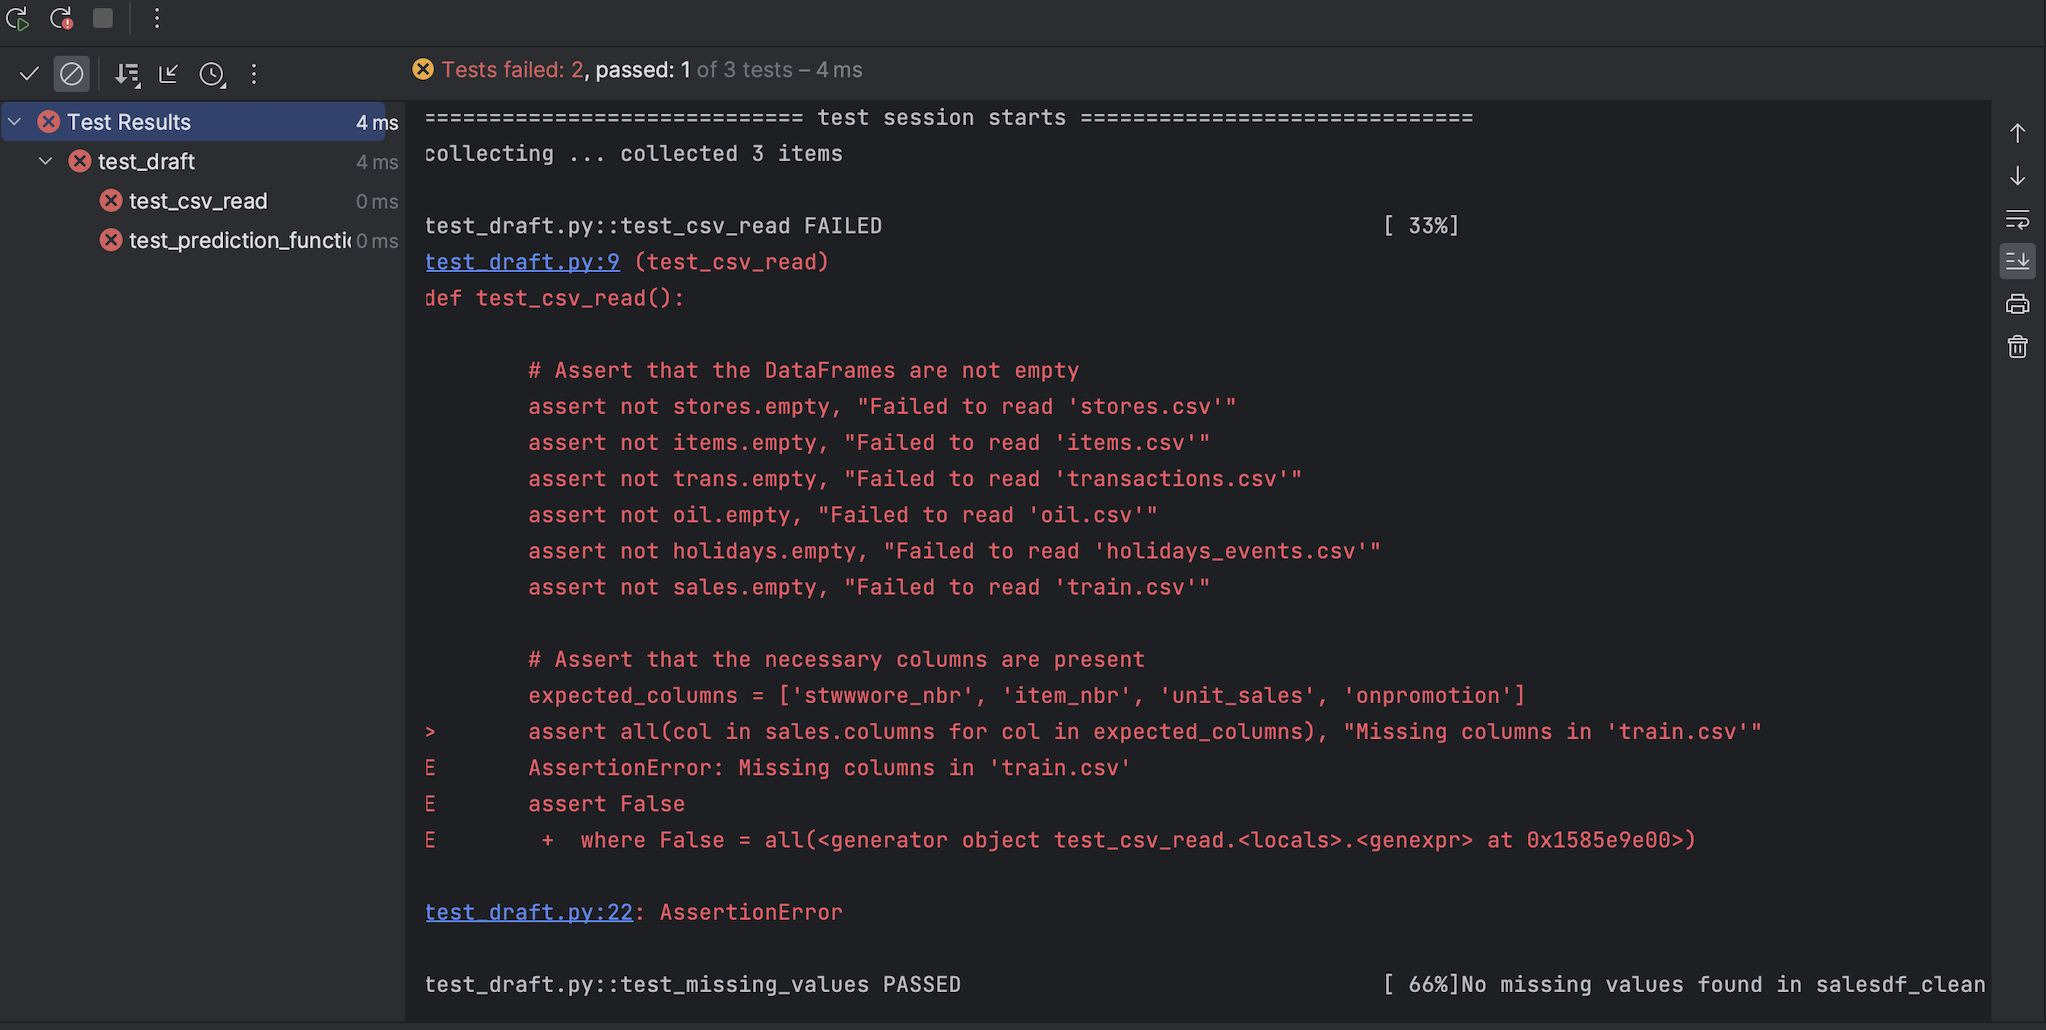 Tests failed: 2, passed: 1 of 3 tests – 4 ms
Test Results 4 ms
test_draft 4 ms
test_csv_read 0 ms
test_prediction_functi 0 ms
============================= test session starts ==============================
collecting ... collected 3 items
test_draft.py::test_csv_read FAILED [ 33%]
test_draft.py:9 (test_csv_read)
def test_csv_read():
# Assert that the DataFrames are not empty
assert not stores.empty, "Failed to read 'stores.csv'"
assert not items.empty, "Failed to read 'items.csv'"
assert not trans.empty, "Failed to read 'transactions.csv'"
assert not oil.empty, "Failed to read 'oil.csv'"
assert not holidays.empty, "Failed to read 'holidays_events.csv'"
assert not sales.empty, "Failed to read 'train.csv'"
# Assert that the necessary columns are present
expected_columns = ['stwwwore_nbr', 'item_nbr', 'unit_sales', 'onpromotion']
> assert all(col in sales.columns for col in expected_columns), "Missing columns in 'train.csv'"
E AssertionError: Missing columns in 'train.csv'
E assert False
E + where False = all(<generator object test_csv_read.<locals>.<genexpr> at 0x1585e9e00>)
test_draft.py:22: AssertionError
test_draft.py::test_missing_values PASSED [ 66%]No missing values found in salesdf_clean